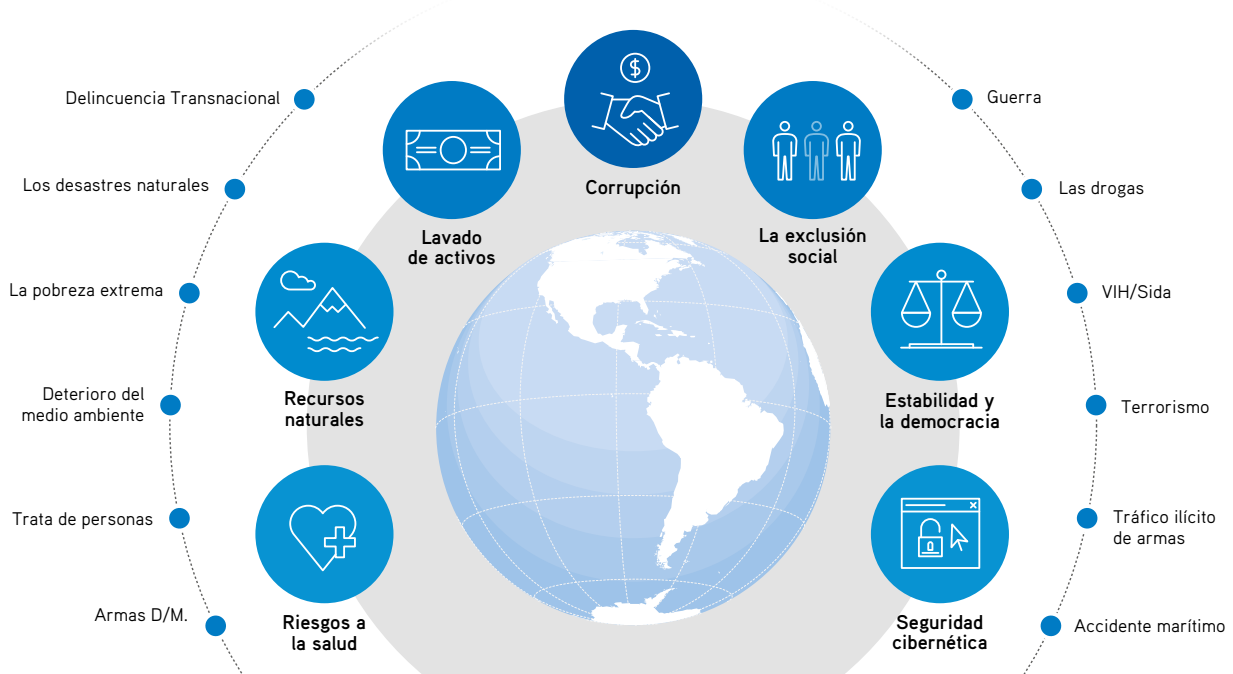 Corrupción
Lavado
de activos
La exclusión
social
Recursos
naturales
Estabilidad y
la democracia
Riesgos a
la salud
Seguridad
cibernética
Delincuencia Transnacional
Los desastres naturales
La pobreza extrema
Deterioro del
medio ambiente
Trata de personas
Armas D/M.
Guerra
Las drogas
VIH/Sida
Terrorismo
Tráfico ilícito
de armas
Accidente marítimo
$
x